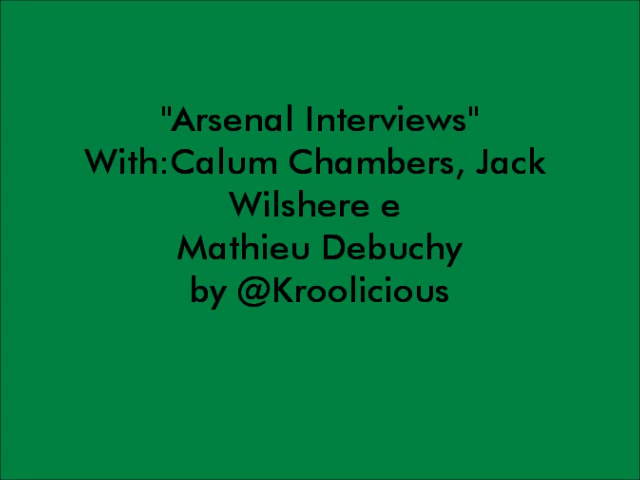 "Arsenal Interviews"
With:Calum Chambers, Jack
Wilshere e
Mathieu Debuchy
by @Kroolicious